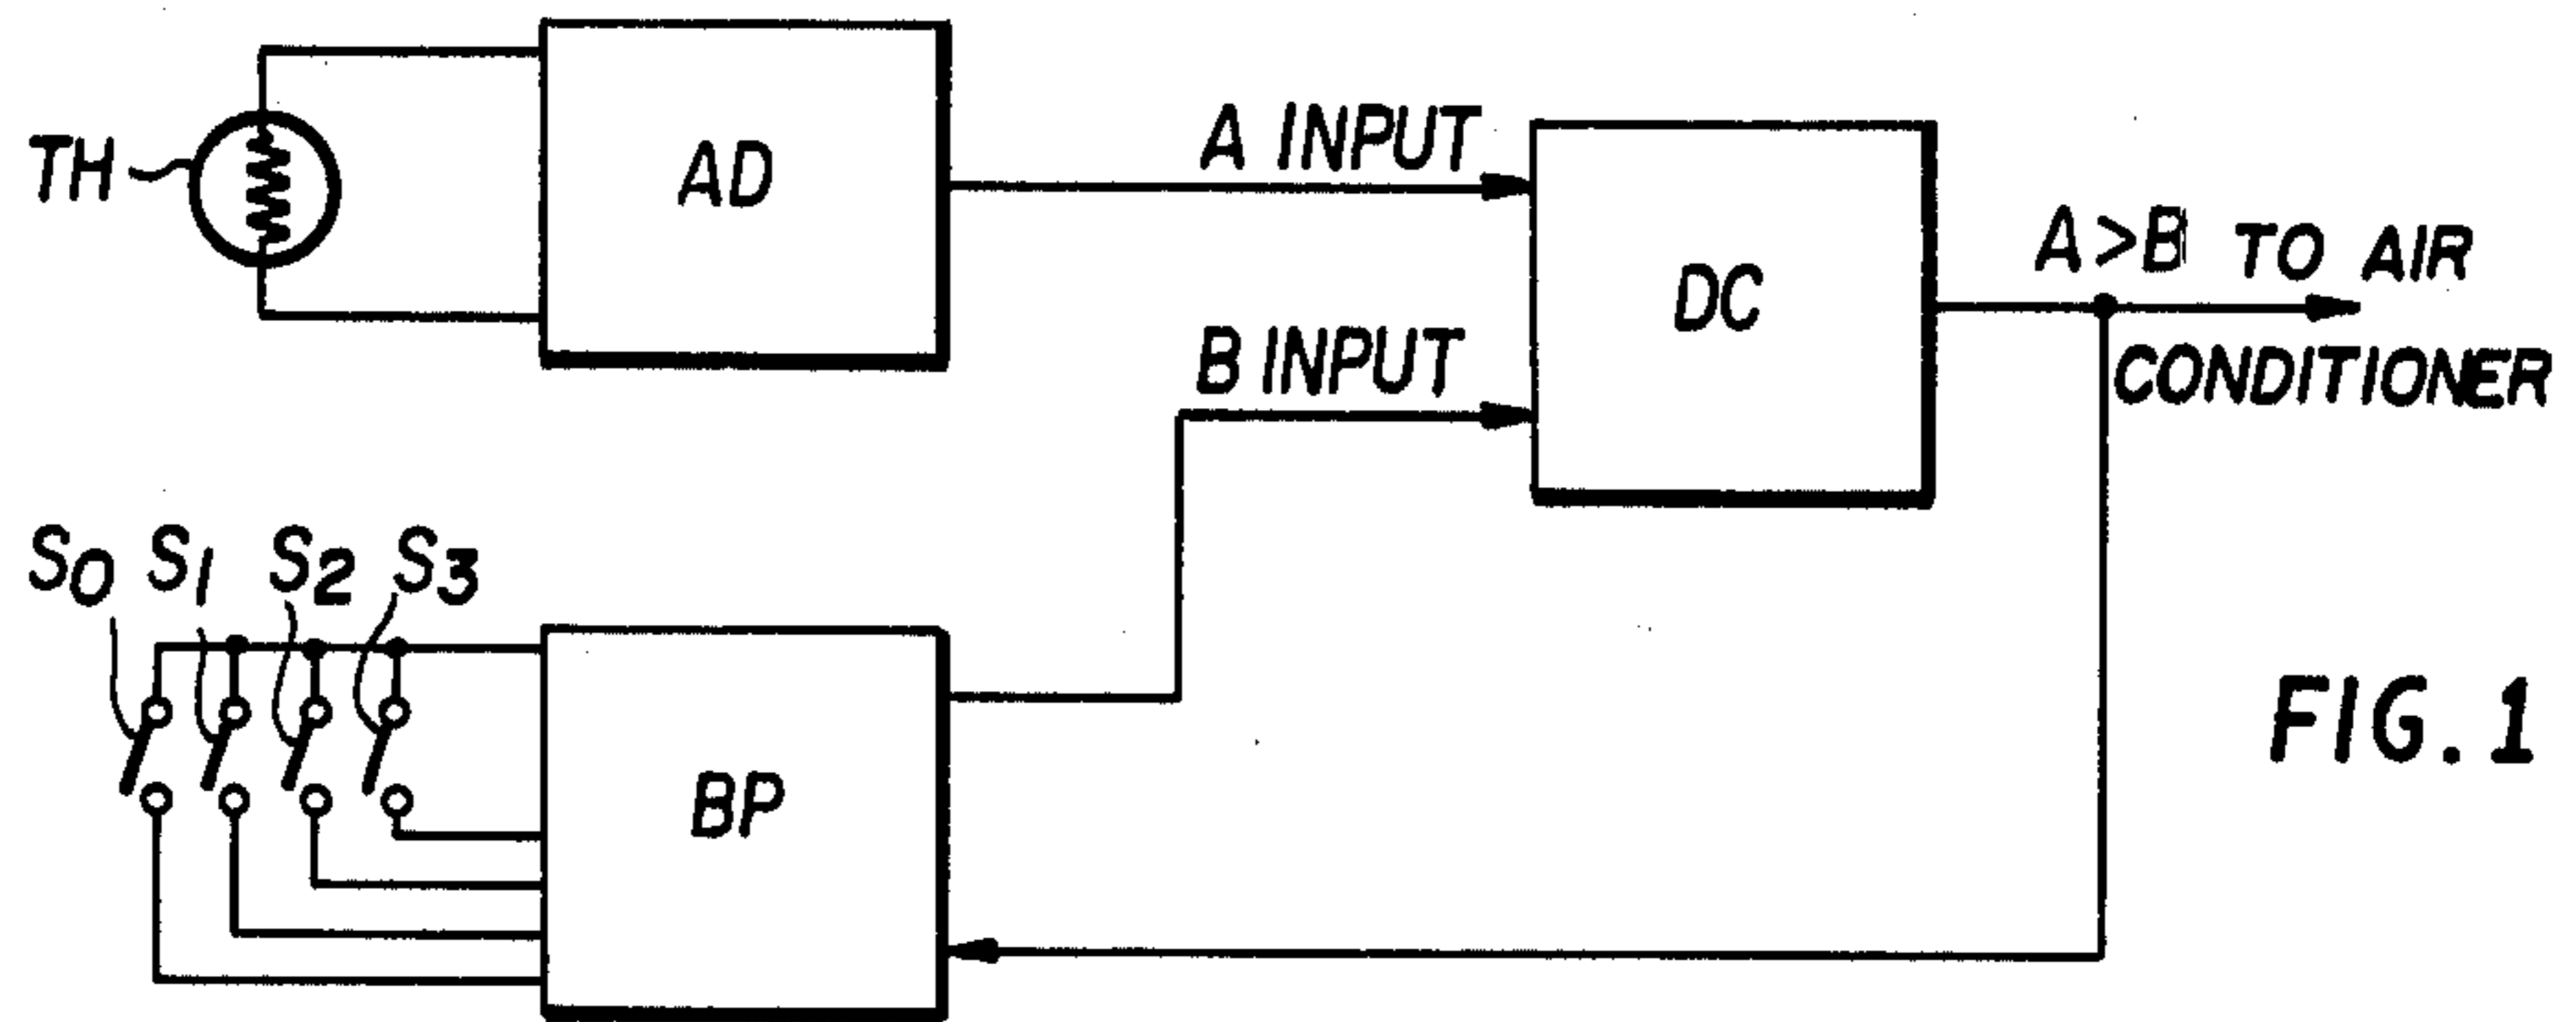 TH
AD
A INPUT
B INPUT
DC
A>B TO AIR
CONDITIONER
S0 S1 S2 S3
BP
FIG. 1